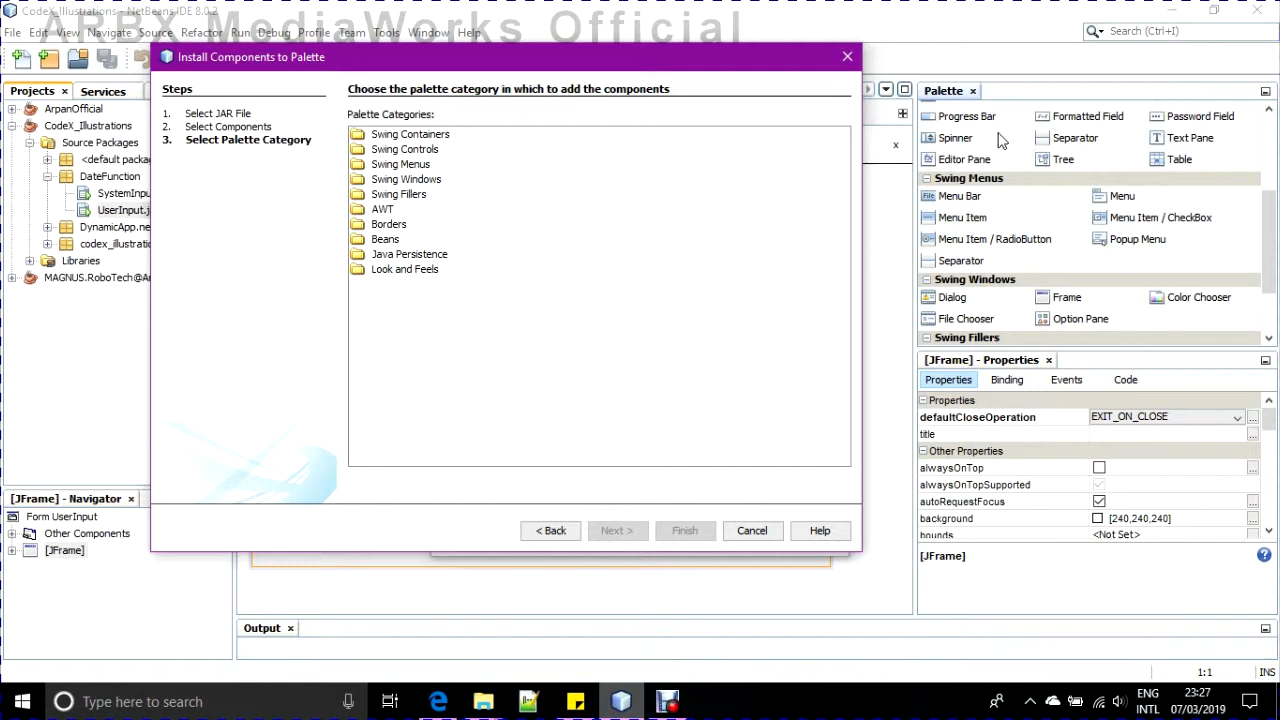 CodeX_Illustrations - NetBeans IDE 8.0.2
ARBX MediaWorks Official
File Edit View Navigate Source Refactor Run Debug Profile Team Tools Window Help
Search (Ctrl+I)
Install Components to Palette
Projects
Services
Steps
1. Select JAR File
2. Select Components
3. Select Palette Category
Choose the palette category in which to add the components
Palette Categories:
Swing Containers
Swing Controls
Swing Menus
Swing Windows
Swing Fillers
AWT
Borders
Beans
Java Persistence
Look and Feels
< Back
Next >
Finish
Cancel
Help
ArpanOfficial
CodeX_Illustrations
Source Packages
<default packa
DateFunction
SystemInpu
UserInput.j
DynamicApp.ne
codex_illustrati
Libraries
MAGNUS.RoboTech@A
[JFrame] - Navigator
Form UserInput
Other Components
[JFrame]
Palette
Progress Bar Formatted Field Password Field
Spinner Separator Text Pane
Editor Pane Tree Table
Swing Menus
Menu Bar Menu
Menu Item Menu Item / CheckBox
Menu Item / RadioButton Popup Menu
Separator
Swing Windows
Dialog Frame Color Chooser
File Chooser Option Pane
Swing Fillers
[JFrame] - Properties
Properties Binding Events Code
Properties
defaultCloseOperation EXIT_ON_CLOSE
title
Other Properties
alwaysOnTop
alwaysOnTopSupported
autoRequestFocus
background [240,240,240]
bounds <Not Set>
[JFrame]
Output
1:1 INS
Type here to search
ENG
INTL
23:27
07/03/2019